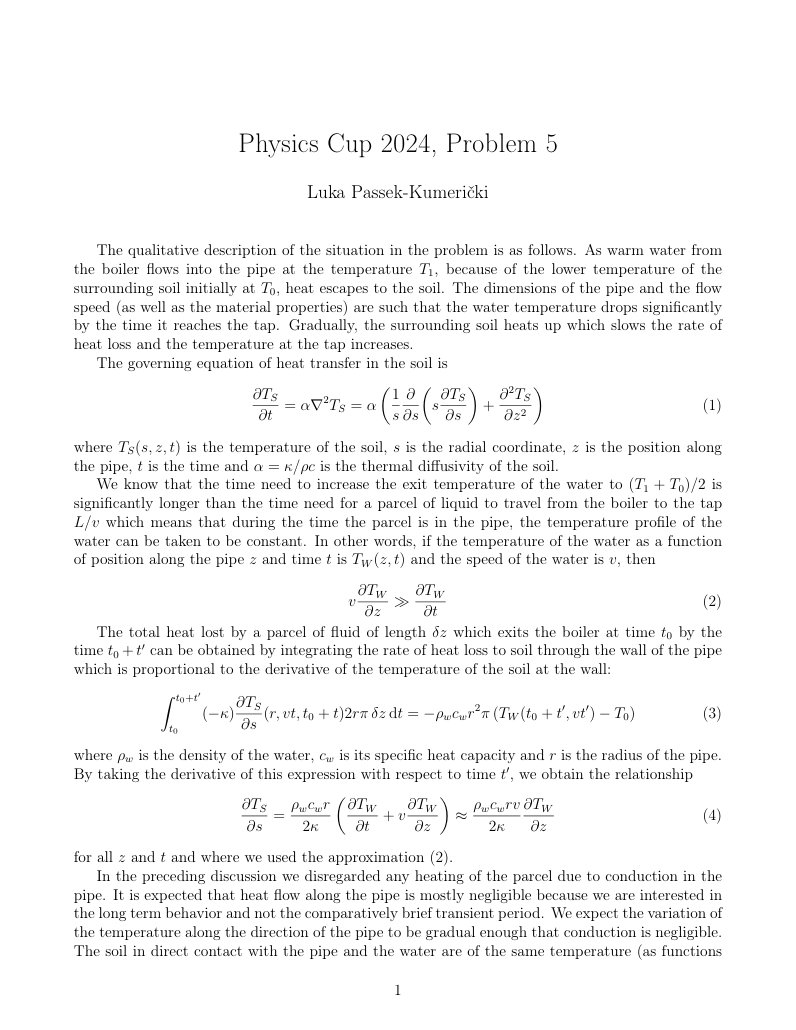 Physics Cup 2024, Problem 5
Luka Passek-Kumerički
The qualitative description of the situation in the problem is as follows. As warm water from
the boiler flows into the pipe at the temperature T₁, because of the lower temperature of the
surrounding soil initially at T₀, heat escapes to the soil. The dimensions of the pipe and the flow
speed (as well as the material properties) are such that the water temperature drops significantly
by the time it reaches the tap. Gradually, the surrounding soil heats up which slows the rate of
heat loss and the temperature at the tap increases.
The governing equation of heat transfer in the soil is
∂T_S/∂t = α∇²T_S = α (1/s ∂/∂s (s ∂T_S/∂s) + ∂²T_S/∂z²) (1)
where T_S(s, z, t) is the temperature of the soil, s is the radial coordinate, z is the position along
the pipe, t is the time and α = κ/ρc is the thermal diffusivity of the soil.
We know that the time need to increase the exit temperature of the water to (T₁ + T₀)/2 is
significantly longer than the time need for a parcel of liquid to travel from the boiler to the tap
L/v which means that during the time the parcel is in the pipe, the temperature profile of the
water can be taken to be constant. In other words, if the temperature of the water as a function
of position along the pipe z and time t is T_W(z, t) and the speed of the water is v, then
v ∂T_W/∂z ≫ ∂T_W/∂t (2)
The total heat lost by a parcel of fluid of length δz which exits the boiler at time t₀ by the
time t₀ + t′ can be obtained by integrating the rate of heat loss to soil through the wall of the pipe
which is proportional to the derivative of the temperature of the soil at the wall:
∫_{t₀}^{t₀+t′} (−κ) ∂T_S/∂s (r, vt, t₀ + t)2rπ δz dt = −ρ_w c_w r²π (T_W(t₀ + t′, vt′) − T₀) (3)
where ρ_w is the density of the water, c_w is its specific heat capacity and r is the radius of the pipe.
By taking the derivative of this expression with respect to time t′, we obtain the relationship
∂T_S/∂s = ρ_w c_w r/2κ (∂T_W/∂t + v ∂T_W/∂z) ≈ ρ_w c_w rv/2κ ∂T_W/∂z (4)
for all z and t and where we used the approximation (2).
In the preceding discussion we disregarded any heating of the parcel due to conduction in the
pipe. It is expected that heat flow along the pipe is mostly negligible because we are interested in
the long term behavior and not the comparatively brief transient period. We expect the variation of
the temperature along the direction of the pipe to be gradual enough that conduction is negligible.
The soil in direct contact with the pipe and the water are of the same temperature (as functions
1